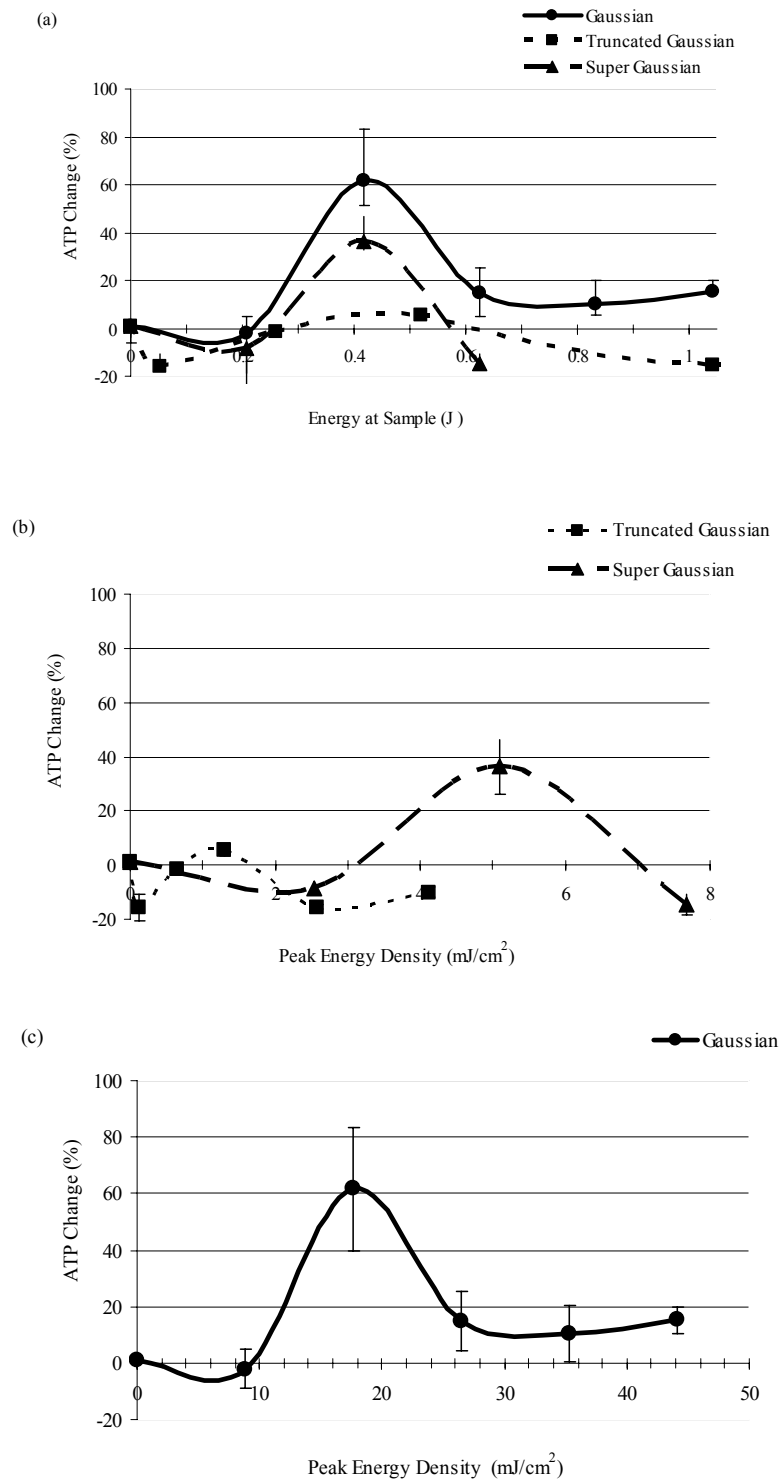 (a)
Gaussian
Truncated Gaussian
Super Gaussian
100
80
60
40
20
0
-20
0 0.2 0.4 0.6 0.8 1
ATP Change (%)
Energy at Sample (J )
(b)
Truncated Gaussian
Super Gaussian
100
80
60
40
20
0
-20
0 2 4 6 8
ATP Change (%)
Peak Energy Density (mJ/cm²)
(c)
Gaussian
100
80
60
40
20
0
-20
0 10 20 30 40 50
ATP Change (%)
Peak Energy Density (mJ/cm²)